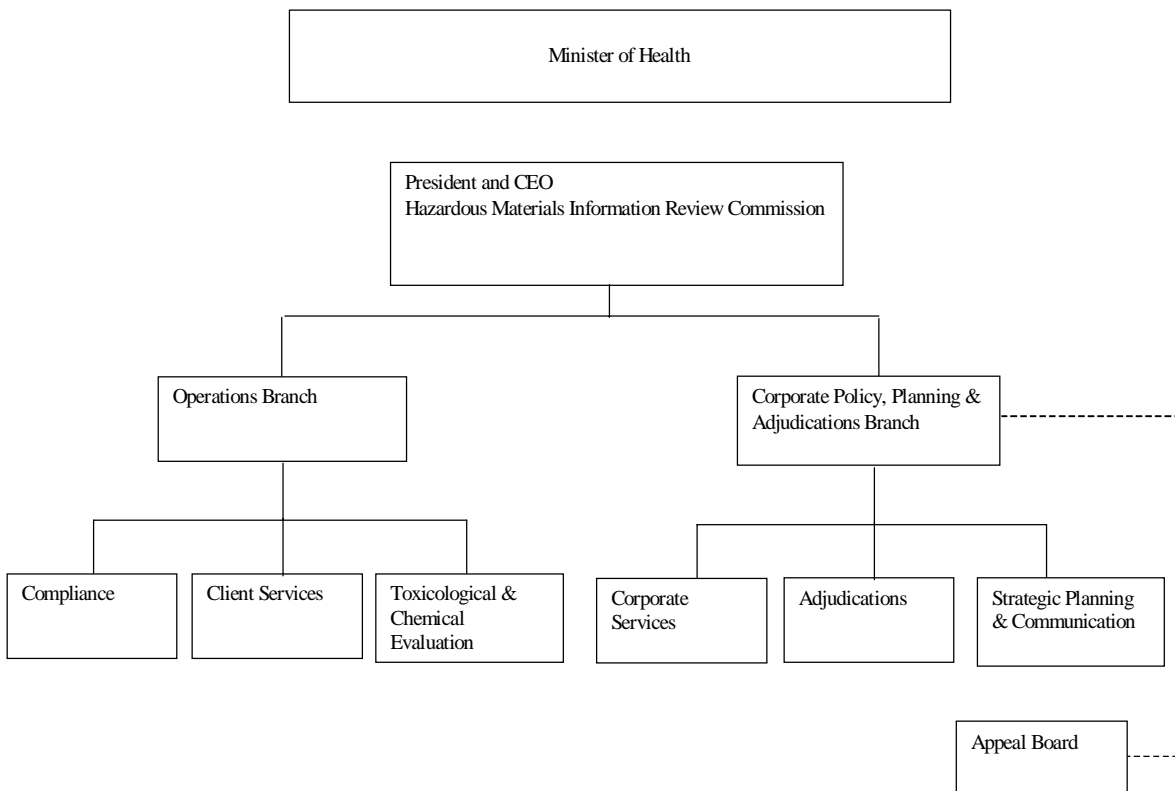 Minister of Health
President and CEO
Hazardous Materials Information Review Commission
Operations Branch
Corporate Policy, Planning &
Adjudications Branch
Compliance
Client Services
Toxicological &
Chemical
Evaluation
Corporate
Services
Adjudications
Strategic Planning
& Communication
Appeal Board